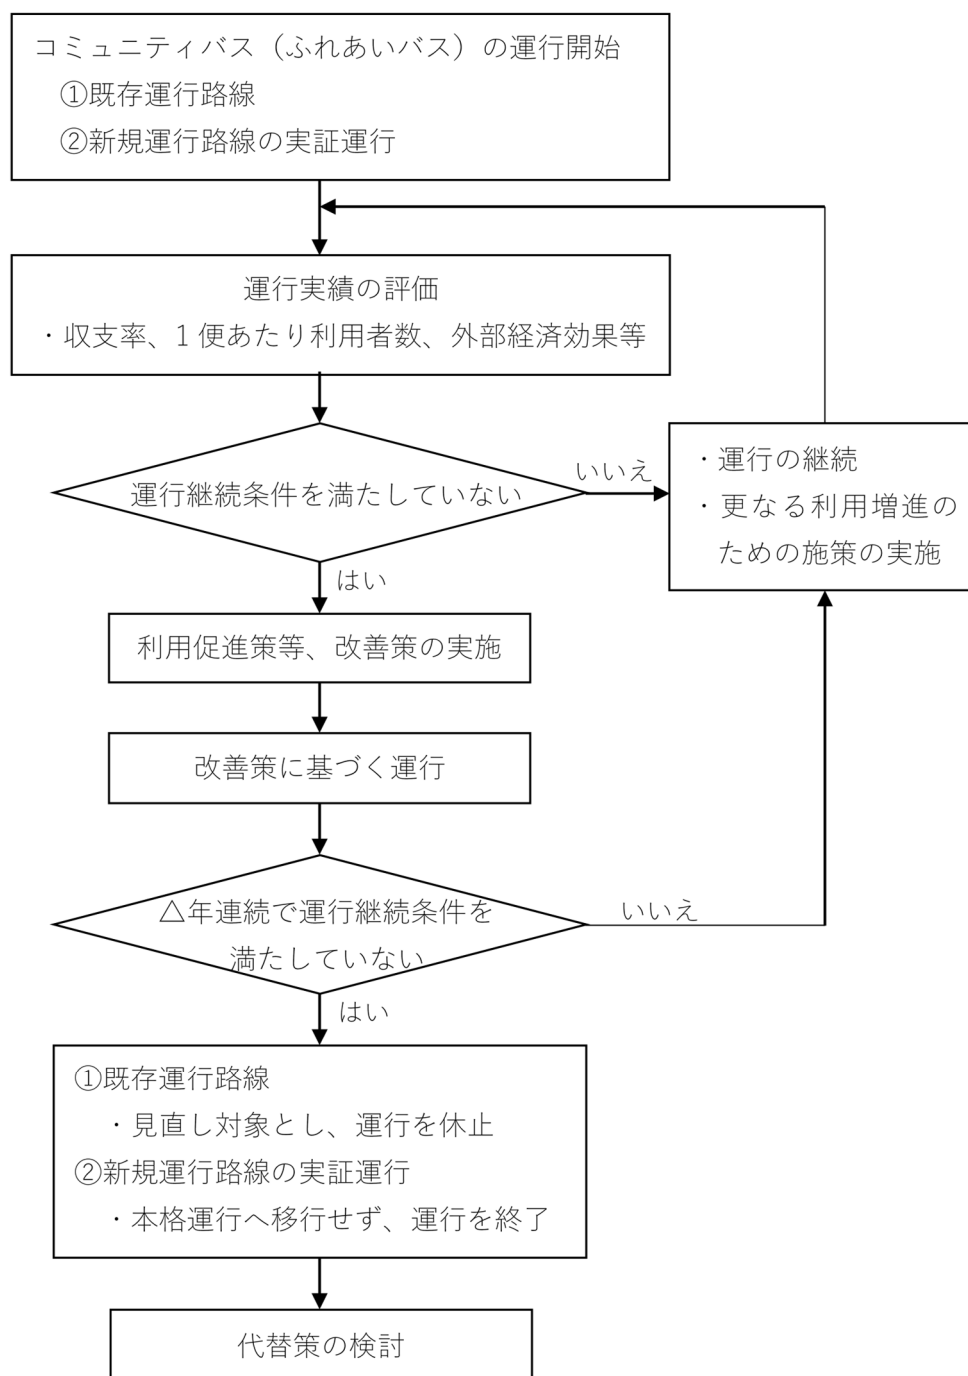 コミュニティバス（ふれあいバス）の運行開始
①既存運行路線
②新規運行路線の実証運行
運行実績の評価
・収支率、1便あたり利用者数、外部経済効果等
運行継続条件を満たしていない
いいえ
・運行の継続
・更なる利用増進の
ための施策の実施
はい
利用促進策等、改善策の実施
改善策に基づく運行
△年連続で運行継続条件を
満たしていない
いいえ
はい
①既存運行路線
・見直し対象とし、運行を休止
②新規運行路線の実証運行
・本格運行へ移行せず、運行を終了
代替策の検討